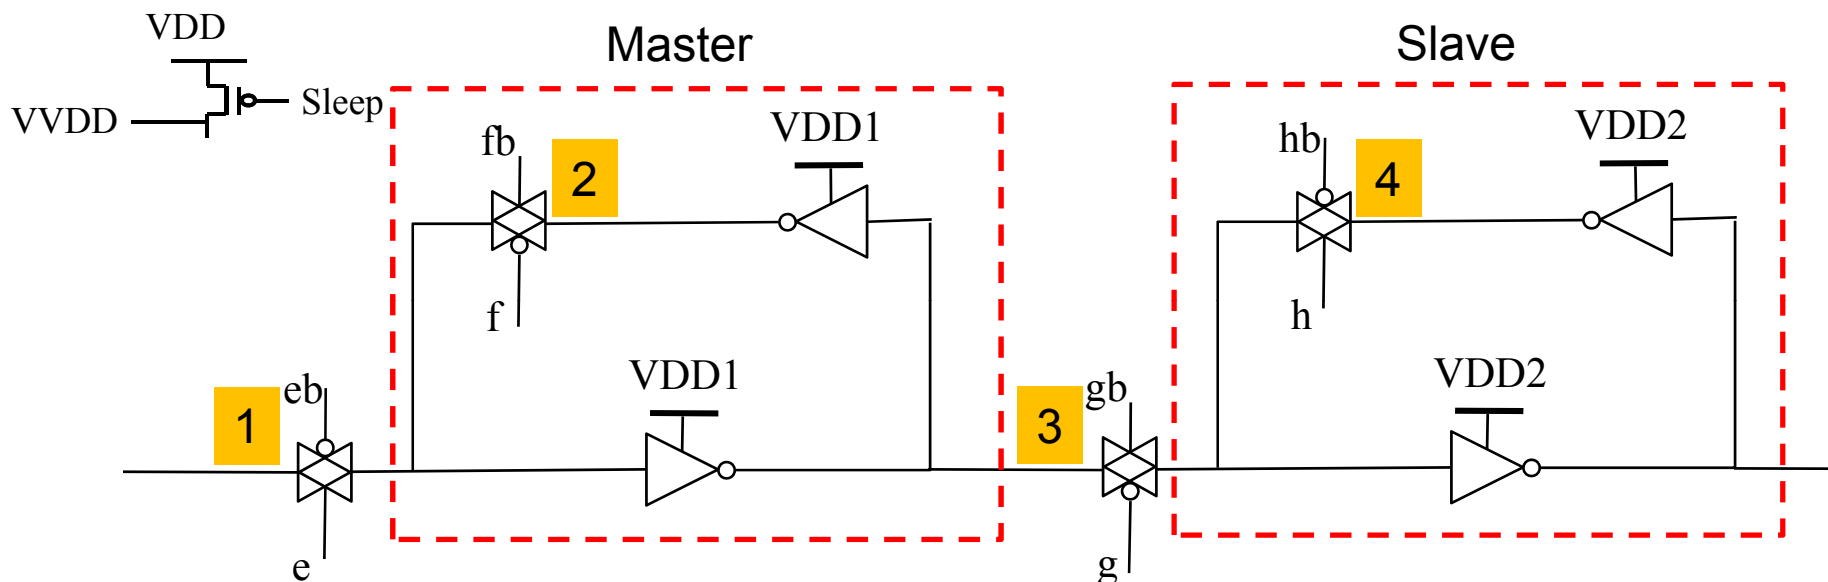 VDD
VVDD
Sleep
Master
Slave
fb
2
VDD1
f
hb
4
VDD2
h
1
eb
e
VDD1
3
gb
g
VDD2